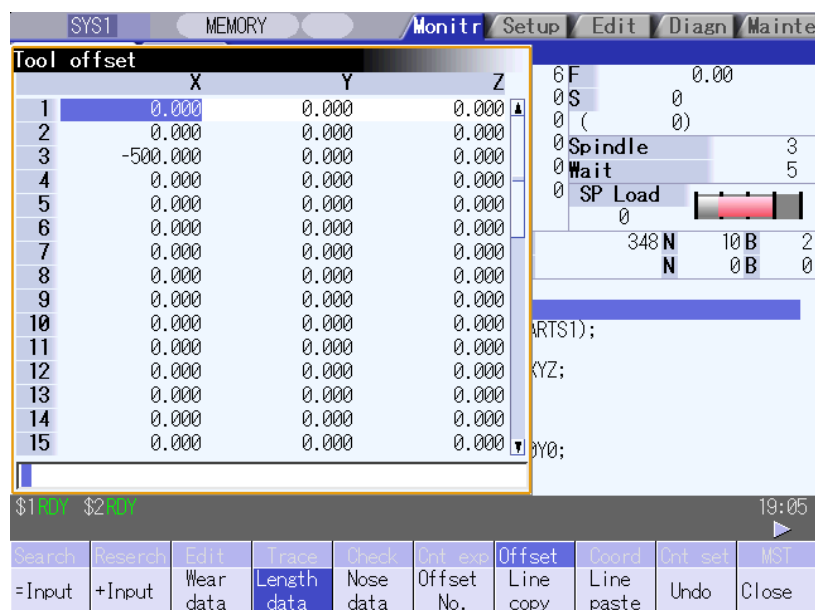 SYS1 MEMORY Monitr Setup Edit Diagn Mainte
Tool offset
X Y Z
1 0.000 0.000 0.000
2 0.000 0.000 0.000
3 -500.000 0.000 0.000
4 0.000 0.000 0.000
5 0.000 0.000 0.000
6 0.000 0.000 0.000
7 0.000 0.000 0.000
8 0.000 0.000 0.000
9 0.000 0.000 0.000
10 0.000 0.000 0.000
11 0.000 0.000 0.000
12 0.000 0.000 0.000
13 0.000 0.000 0.000
14 0.000 0.000 0.000
15 0.000 0.000 0.000
6 F 0.00
0 S 0
0 ( 0)
0 Spindle 3
0 Wait 5
0 SP Load
0
348 N 10 B 2
N 0 B 0
ARTS1);
XYZ;
0Y0;
$1 RDY $2 RDY 19:05
Search Reserch Edit Trace Check Cnt exp Offset Coord Cnt set MST
=Input +Input Wear data Length data Nose data Offset No. Line copy Line paste Undo Close